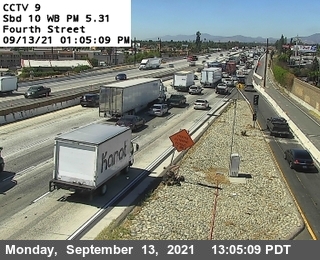 CCTV 9
Sbd 10 WB PM 5.31
Fourth Street
09/13/21 01:05:09 PM
Karat
Monday, September 13, 2021 13:05:09 PDT